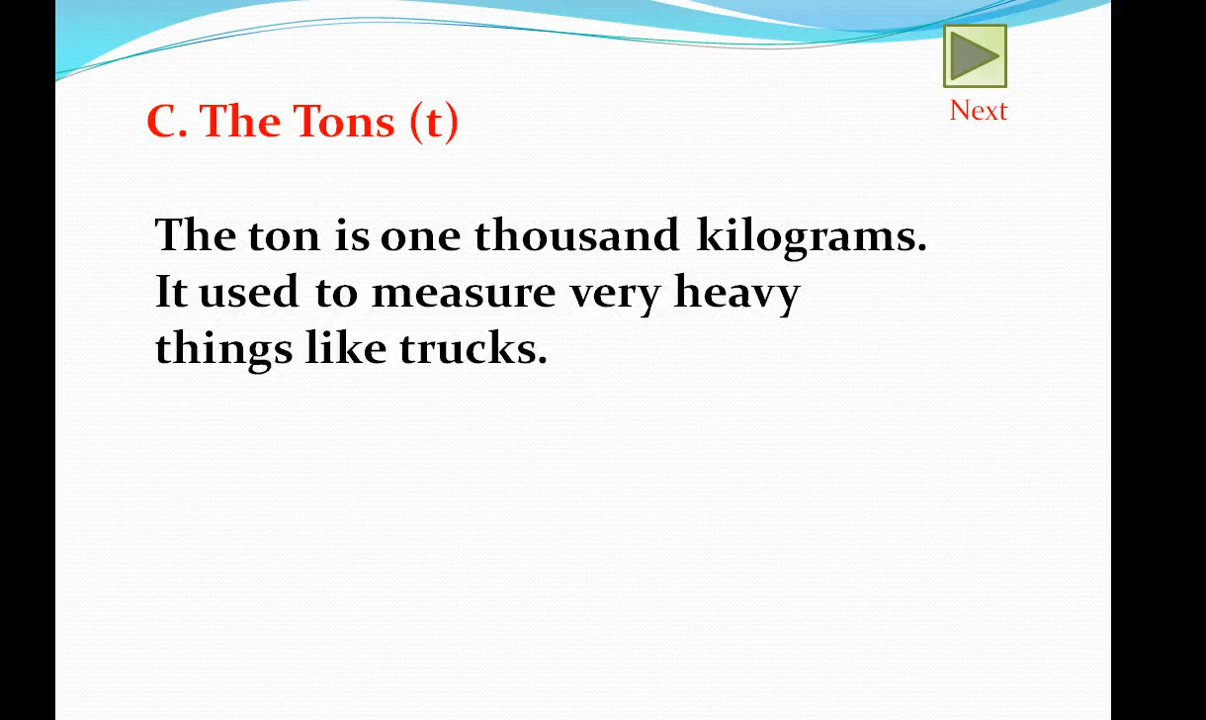 Next
C. The Tons (t)
The ton is one thousand kilograms.
It used to measure very heavy
things like trucks.